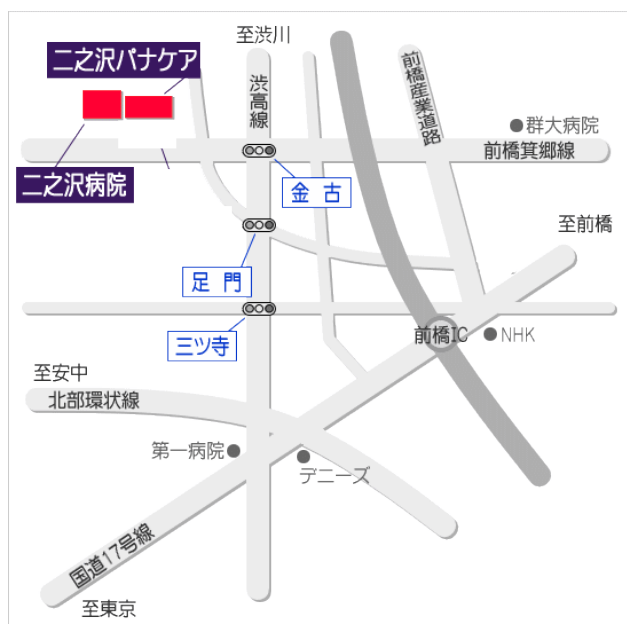 至渋川
二之沢パナケア
渋高線
前橋産業道路
群大病院
前橋箕郷線
二之沢病院
金古
至前橋
足門
前橋IC
NHK
三ツ寺
至安中
北部環状線
第一病院
デニーズ
国道17号線
至東京